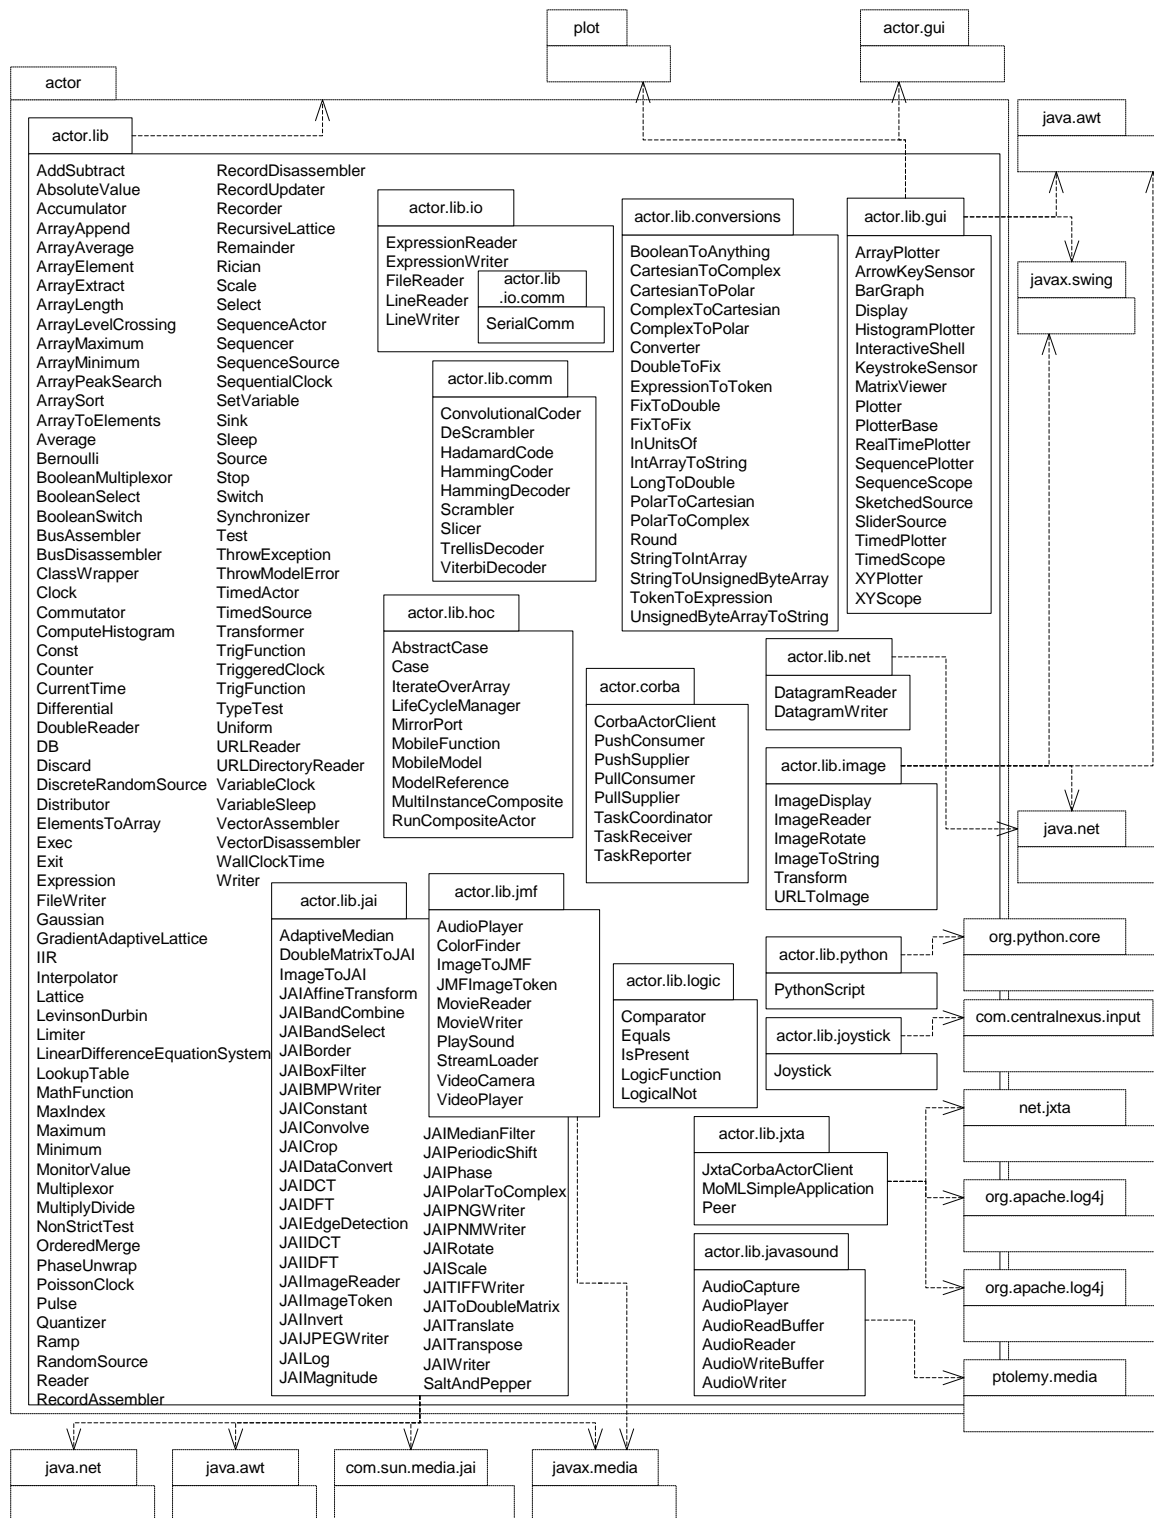 plot
actor.gui
actor
java.awt
actor.lib
AddSubtract
AbsoluteValue
Accumulator
ArrayAppend
ArrayAverage
ArrayElement
ArrayExtract
ArrayLength
ArrayLevelCrossing
ArrayMaximum
ArrayMinimum
ArrayPeakSearch
ArraySort
ArrayToElements
Average
Bernoulli
BooleanMultiplexor
BooleanSelect
BooleanSwitch
BusAssembler
BusDisassembler
ClassWrapper
Clock
Commutator
ComputeHistogram
Const
Counter
CurrentTime
Differential
DoubleReader
DB
Discard
DiscreteRandomSource
Distributor
ElementsToArray
Exec
Exit
Expression
FileWriter
Gaussian
GradientAdaptiveLattice
IIR
Interpolator
Lattice
LevinsonDurbin
Limiter
LinearDifferenceEquationSystem
LookupTable
MathFunction
MaxIndex
Maximum
Minimum
MonitorValue
Multiplexor
MultiplyDivide
NonStrictTest
OrderedMerge
PhaseUnwrap
PoissonClock
Pulse
Quantizer
Ramp
RandomSource
Reader
RecordAssembler
RecordDisassembler
RecordUpdater
Recorder
RecursiveLattice
Remainder
Rician
Scale
Select
SequenceActor
Sequencer
SequenceSource
SequentialClock
SetVariable
Sink
Sleep
Source
Stop
Switch
Synchronizer
Test
ThrowException
ThrowModelError
TimedActor
TimedSource
Transformer
TrigFunction
TriggeredClock
TrigFunction
TypeTest
Uniform
URLReader
URLDirectoryReader
VariableClock
VariableSleep
VectorAssembler
VectorDisassembler
WallClockTime
Writer
actor.lib.io
ExpressionReader
ExpressionWriter
FileReader
LineReader
LineWriter
actor.lib
.io.comm
SerialComm
actor.lib.comm
ConvolutionalCoder
DeScrambler
HadamardCode
HammingCoder
HammingDecoder
Scrambler
Slicer
TrellisDecoder
ViterbiDecoder
actor.lib.hoc
AbstractCase
Case
IterateOverArray
LifeCycleManager
MirrorPort
MobileFunction
MobileModel
ModelReference
MultiInstanceComposite
RunCompositeActor
actor.lib.conversions
BooleanToAnything
CartesianToComplex
CartesianToPolar
ComplexToCartesian
ComplexToPolar
Converter
DoubleToFix
ExpressionToToken
FixToDouble
FixToFix
InUnitsOf
IntArrayToString
LongToDouble
PolarToCartesian
PolarToComplex
Round
StringToIntArray
StringToUnsignedByteArray
TokenToExpression
UnsignedByteArrayToString
actor.lib.gui
ArrayPlotter
ArrowKeySensor
BarGraph
Display
HistogramPlotter
InteractiveShell
KeystrokeSensor
MatrixViewer
Plotter
PlotterBase
RealTimePlotter
SequencePlotter
SequenceScope
SketchedSource
SliderSource
TimedPlotter
TimedScope
XYPlotter
XYScope
javax.swing
actor.corba
CorbaActorClient
PushConsumer
PushSupplier
PullConsumer
PullSupplier
TaskCoordinator
TaskReceiver
TaskReporter
actor.lib.net
DatagramReader
DatagramWriter
actor.lib.image
ImageDisplay
ImageReader
ImageRotate
ImageToString
Transform
URLToImage
java.net
actor.lib.jai
AdaptiveMedian
DoubleMatrixToJAI
ImageToJAI
JAIAffineTransform
JAIBandCombine
JAIBandSelect
JAIBorder
JAIBoxFilter
JAIBMPWriter
JAIConstant
JAIConvolve
JAICrop
JAIDataConvert
JAIDCT
JAIDFT
JAIEdgeDetection
JAIIDCT
JAIIDFT
JAIImageReader
JAIImageToken
JAIInvert
JAIJPEGWriter
JAILog
JAIMagnitude
JAIMedianFilter
JAIPeriodicShift
JAIPhase
JAIPolarToComplex
JAIPNGWriter
JAIPNMWriter
JAIRotate
JAIScale
JAITIFFWriter
JAIToDoubleMatrix
JAITranslate
JAITranspose
JAIWriter
SaltAndPepper
actor.lib.jmf
AudioPlayer
ColorFinder
ImageToJMF
JMFImageToken
MovieReader
MovieWriter
PlaySound
StreamLoader
VideoCamera
VideoPlayer
actor.lib.logic
Comparator
Equals
IsPresent
LogicFunction
LogicalNot
actor.lib.python
PythonScript
org.python.core
actor.lib.joystick
Joystick
com.centralnexus.input
actor.lib.jxta
JxtaCorbaActorClient
MoMLSimpleApplication
Peer
net.jxta
org.apache.log4j
org.apache.log4j
actor.lib.javasound
AudioCapture
AudioPlayer
AudioReadBuffer
AudioReader
AudioWriteBuffer
AudioWriter
ptolemy.media
java.net
java.awt
com.sun.media.jai
javax.media